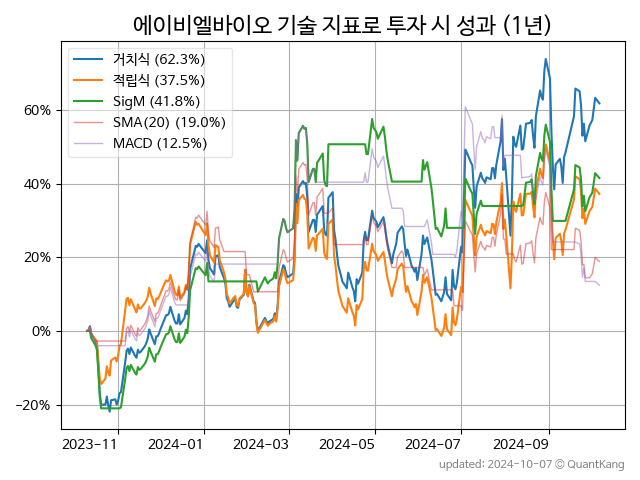 에이비엘바이오 기술 지표로 투자 시 성과 (1년)
거치식 (62.3%)
적립식 (37.5%)
SigM (41.8%)
SMA(20) (19.0%)
MACD (12.5%)
60%
40%
20%
0%
−20%
2023-11 2024-01 2024-03 2024-05 2024-07 2024-09
updated: 2024-10-07 © QuantKang